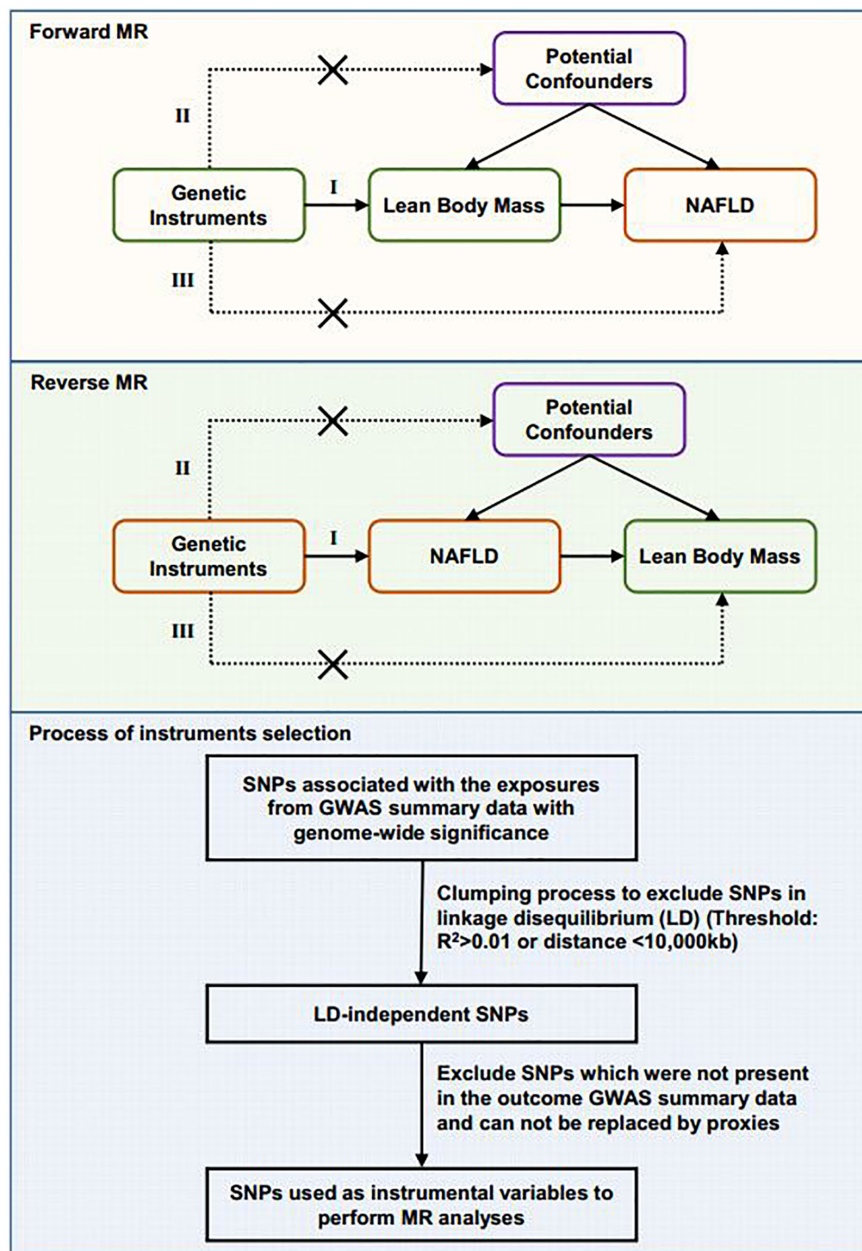 Forward MR
Potential
Confounders
II
Genetic
Instruments
I
Lean Body Mass
NAFLD
III
Reverse MR
Potential
Confounders
II
Genetic
Instruments
I
NAFLD
Lean Body Mass
III
Process of instruments selection
SNPs associated with the exposures
from GWAS summary data with
genome-wide significance
Clumping process to exclude SNPs in
linkage disequilibrium (LD) (Threshold:
R²>0.01 or distance <10,000kb)
LD-independent SNPs
Exclude SNPs which were not present
in the outcome GWAS summary data
and can not be replaced by proxies
SNPs used as instrumental variables to
perform MR analyses